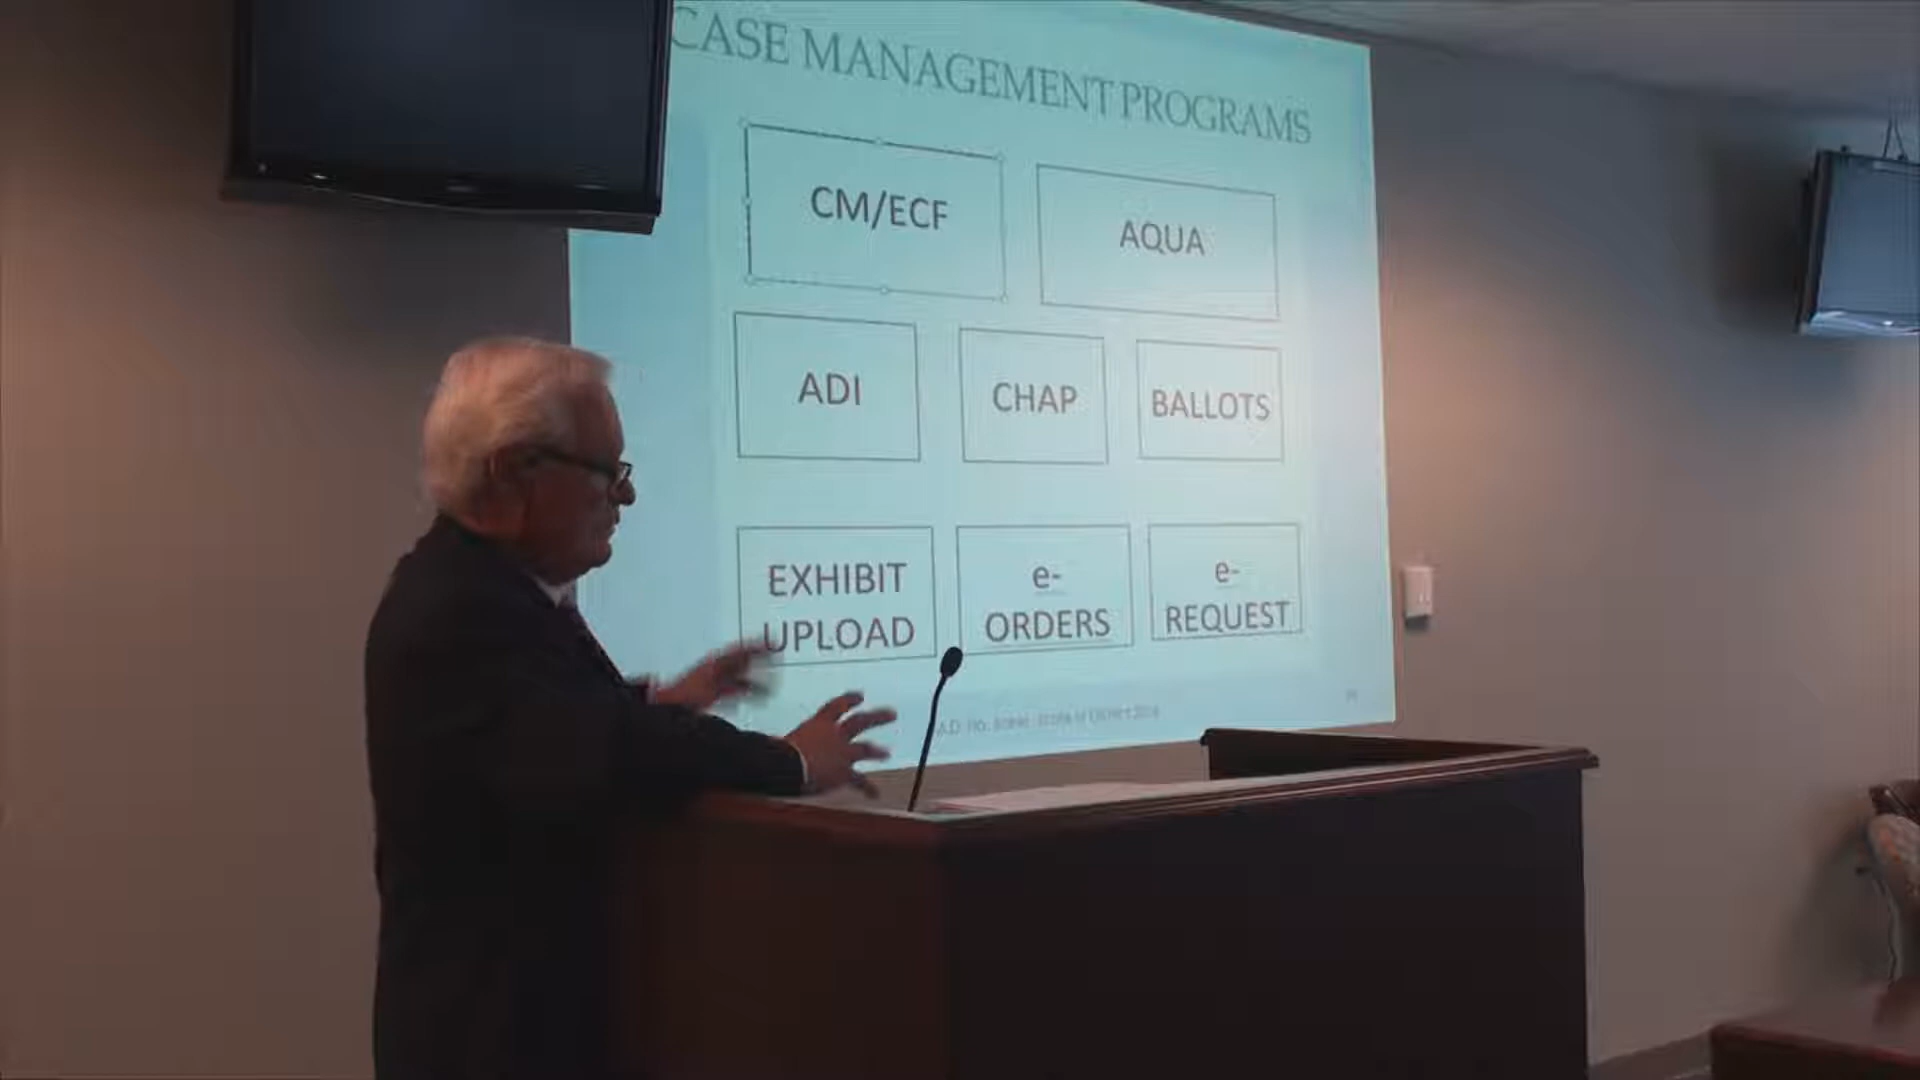 CASE MANAGEMENT PROGRAMS
CM/ECF
AQUA
ADI
CHAP
BALLOTS
EXHIBIT
UPLOAD
e-
ORDERS
e-
REQUEST